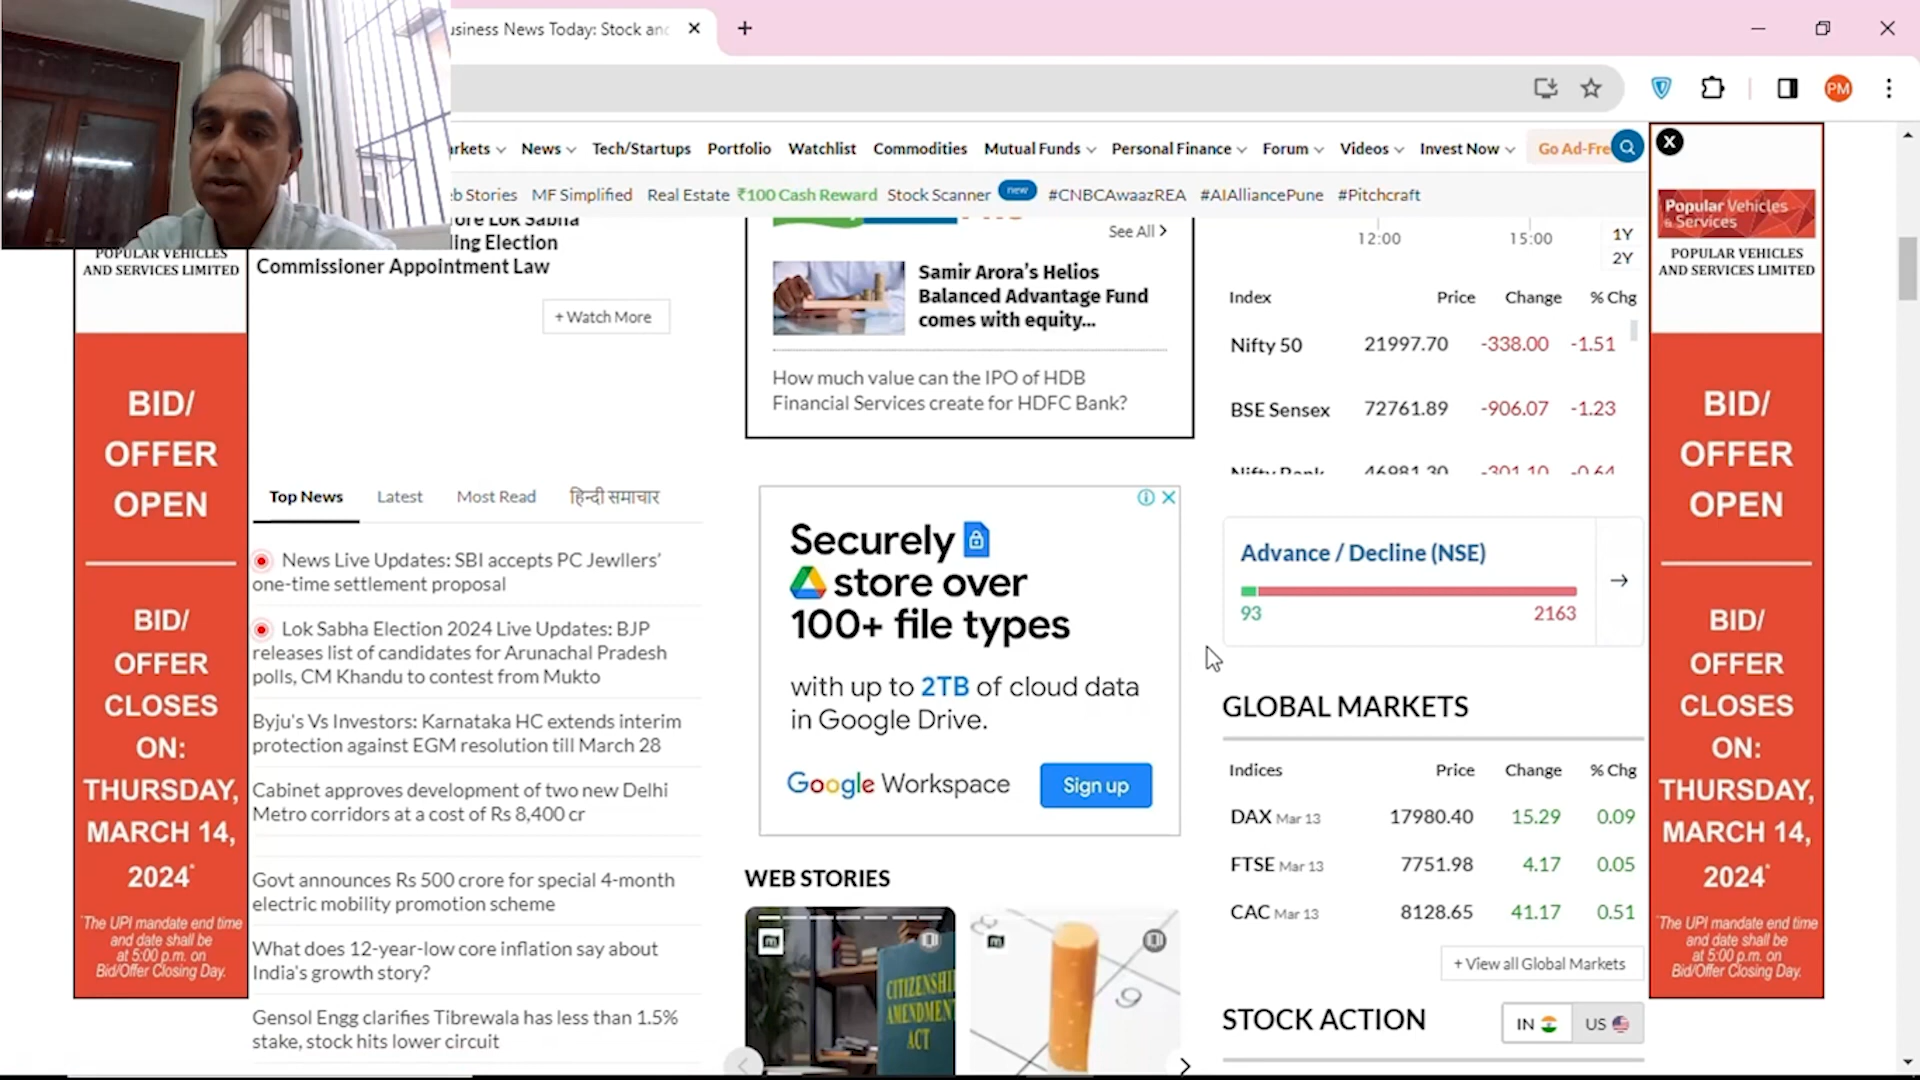 usiness News Today: Stock and
PM
rkets
News
Tech/Startups
Portfolio
Watchlist
Commodities
Mutual Funds
Personal Finance
Forum
Videos
Invest Now
Go Ad-Fre
b Stories
MF Simplified
Real Estate
₹100 Cash Reward
Stock Scanner
new
#CNBCAwaazREA
#AIAlliancePune
#Pitchcraft
POPULAR VEHICLES
AND SERVICES LIMITED
BID/
OFFER
OPEN
BID/
OFFER
CLOSES
ON:
THURSDAY,
MARCH 14,
2024*
*The UPI mandate end time
and date shall be
at 5:00 p.m. on
Bid/Offer Closing Day.
ore Lok Sabha
ing Election
Commissioner Appointment Law
+ Watch More
Top News
Latest
Most Read
हिन्दी समाचार
News Live Updates: SBI accepts PC Jewllers’
one-time settlement proposal
Lok Sabha Election 2024 Live Updates: BJP
releases list of candidates for Arunachal Pradesh
polls, CM Khandu to contest from Mukto
Byju's Vs Investors: Karnataka HC extends interim
protection against EGM resolution till March 28
Cabinet approves development of two new Delhi
Metro corridors at a cost of Rs 8,400 cr
Govt announces Rs 500 crore for special 4-month
electric mobility promotion scheme
What does 12-year-low core inflation say about
India's growth story?
Gensol Engg clarifies Tibrewala has less than 1.5%
stake, stock hits lower circuit
See All
Samir Arora’s Helios
Balanced Advantage Fund
comes with equity...
How much value can the IPO of HDB
Financial Services create for HDFC Bank?
Securely
store over
100+ file types
with up to 2TB of cloud data
in Google Drive.
Google Workspace
Sign up
WEB STORIES
m
CITIZENSHI
AMENDMEN
ACT
m
9
12:00
15:00
1Y
2Y
Index Price Change % Chg
Nifty 50 21997.70 -338.00 -1.51
BSE Sensex 72761.89 -906.07 -1.23
Nifty Bank 46981.30 -301.10 -0.64
Advance / Decline (NSE)
93 2163
GLOBAL MARKETS
Indices Price Change % Chg
DAX Mar 13 17980.40 15.29 0.09
FTSE Mar 13 7751.98 4.17 0.05
CAC Mar 13 8128.65 41.17 0.51
+ View all Global Markets
STOCK ACTION
IN
US
X
Popular Vehicles
& Services
POPULAR VEHICLES
AND SERVICES LIMITED
BID/
OFFER
OPEN
BID/
OFFER
CLOSES
ON:
THURSDAY,
MARCH 14,
2024*
*The UPI mandate end time
and date shall be
at 5:00 p.m. on
Bid/Offer Closing Day.